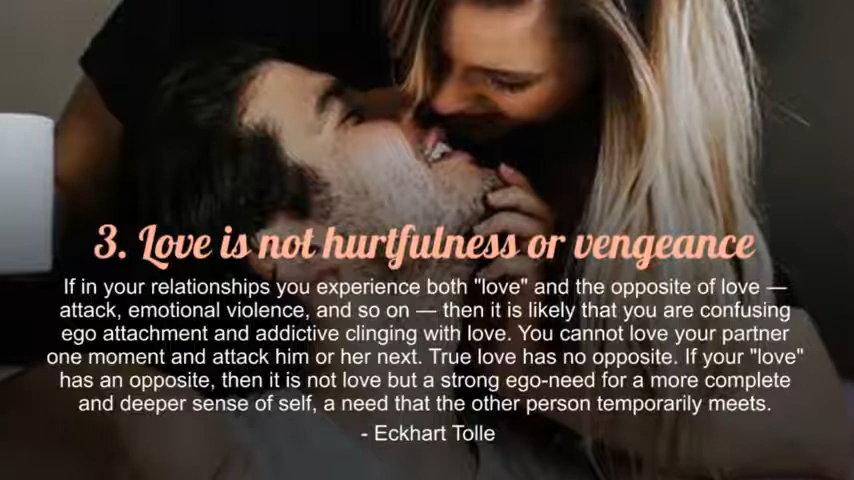 3. Love is not hurtfulness or vengeance
If in your relationships you experience both "love" and the opposite of love —
attack, emotional violence, and so on — then it is likely that you are confusing
ego attachment and addictive clinging with love. You cannot love your partner
one moment and attack him or her next. True love has no opposite. If your "love"
has an opposite, then it is not love but a strong ego-need for a more complete
and deeper sense of self, a need that the other person temporarily meets.
- Eckhart Tolle